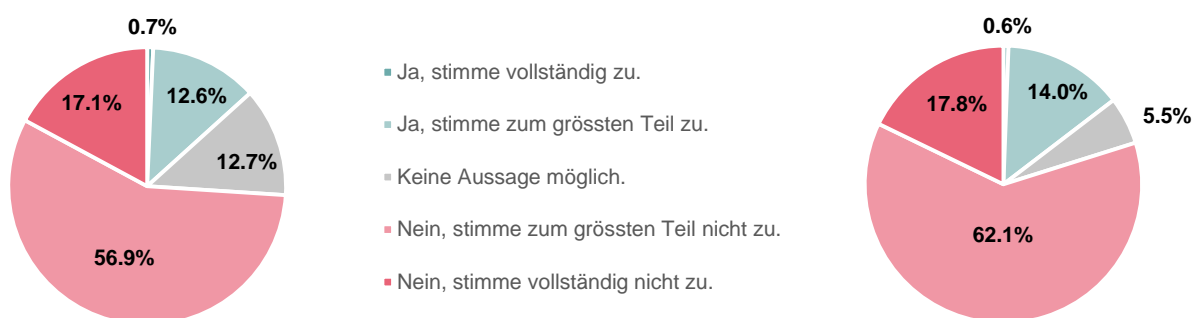 0.7%
12.6%
12.7%
56.9%
17.1%
Ja, stimme vollständig zu.
Ja, stimme zum grössten Teil zu.
Keine Aussage möglich.
Nein, stimme zum grössten Teil nicht zu.
Nein, stimme vollständig nicht zu.
0.6%
14.0%
5.5%
62.1%
17.8%